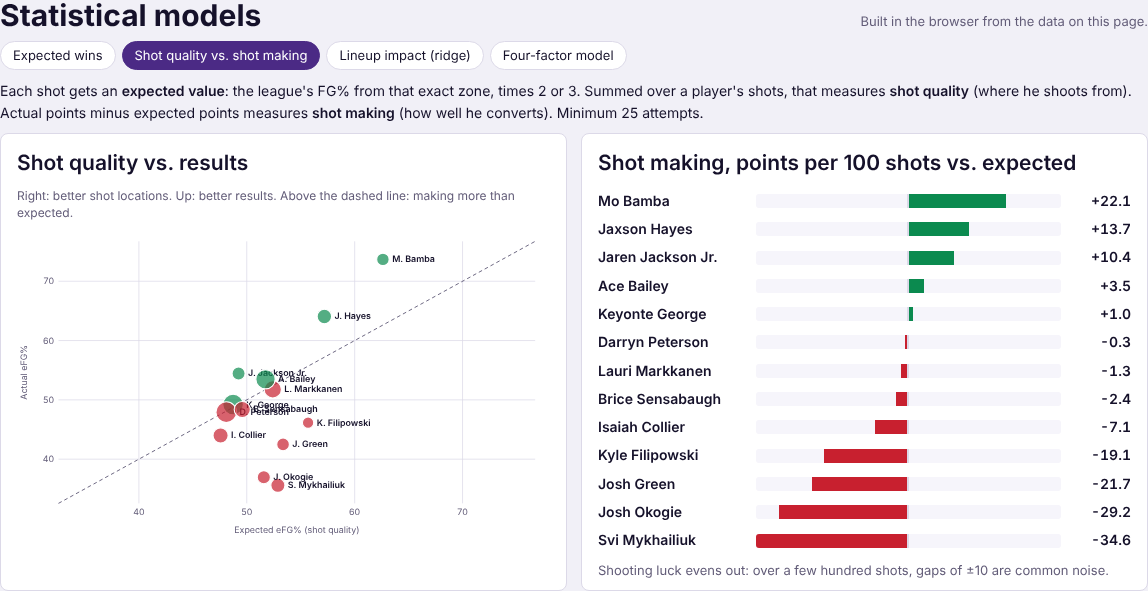 Statistical models
Built in the browser from the data on this page.
Expected wins
Shot quality vs. shot making
Lineup impact (ridge)
Four-factor model
Each shot gets an expected value: the league's FG% from that exact zone, times 2 or 3. Summed over a player's shots, that measures shot quality (where he shoots from).
Actual points minus expected points measures shot making (how well he converts). Minimum 25 attempts.
Shot quality vs. results
Right: better shot locations. Up: better results. Above the dashed line: making more than
expected.
Actual eFG%
70
60
50
40
M. Bamba
J. Hayes
J. Jackson Jr.
A. Bailey
L. Markkanen
K. George
D. Peterson
K. Filipowski
I. Collier
J. Green
J. Okogie
S. Mykhailiuk
40
50
60
70
Expected eFG% (shot quality)
Shot making, points per 100 shots vs. expected
Mo Bamba +22.1
Jaxson Hayes +13.7
Jaren Jackson Jr. +10.4
Ace Bailey +3.5
Keyonte George +1.0
Darryn Peterson -0.3
Lauri Markkanen -1.3
Brice Sensabaugh -2.4
Isaiah Collier -7.1
Kyle Filipowski -19.1
Josh Green -21.7
Josh Okogie -29.2
Svi Mykhailiuk -34.6
Shooting luck evens out: over a few hundred shots, gaps of ±10 are common noise.